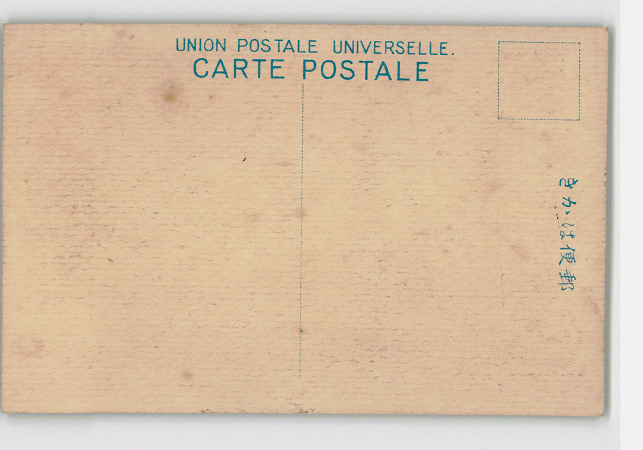 UNION POSTALE UNIVERSELLE.
CARTE POSTALE
きかは便郵